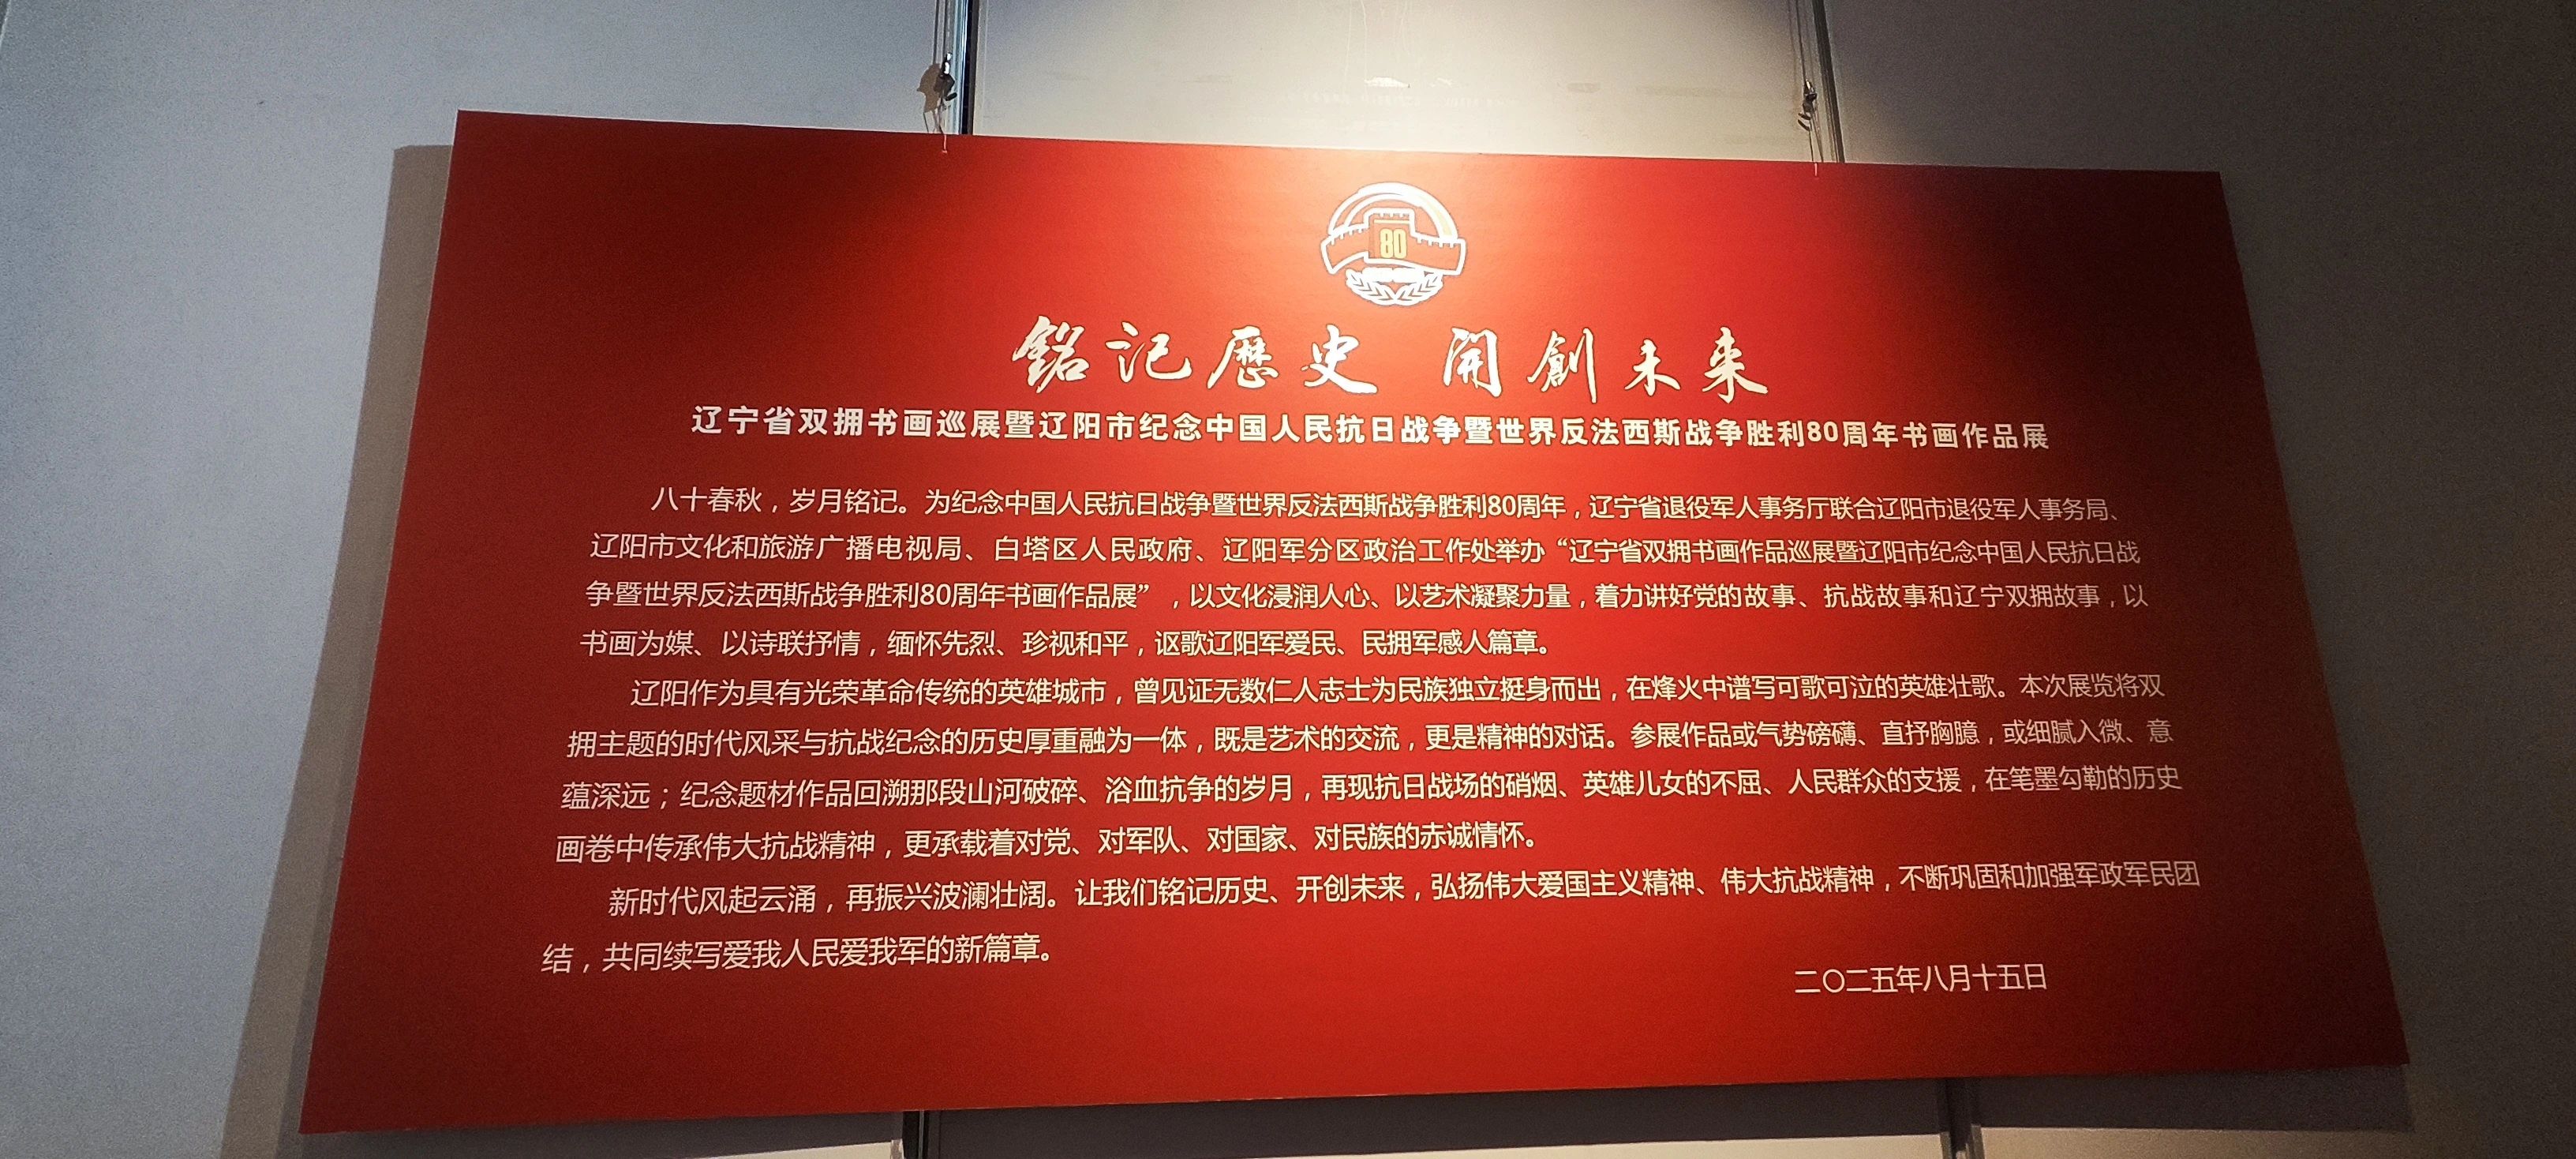 80
銘记歷史 開創未来
辽宁省双拥书画巡展暨辽阳市纪念中国人民抗日战争暨世界反法西斯战争胜利80周年书画作品展
八十春秋，岁月铭记。为纪念中国人民抗日战争暨世界反法西斯战争胜利80周年，辽宁省退役军人事务厅联合辽阳市退役军人事务局、
辽阳市文化和旅游广播电视局、白塔区人民政府、辽阳军分区政治工作处举办“辽宁省双拥书画作品巡展暨辽阳市纪念中国人民抗日战
争暨世界反法西斯战争胜利80周年书画作品展”，以文化浸润人心、以艺术凝聚力量，着力讲好党的故事、抗战故事和辽宁双拥故事，以
书画为媒、以诗联抒情，缅怀先烈、珍视和平，讴歌辽阳军爱民、民拥军感人篇章。
辽阳作为具有光荣革命传统的英雄城市，曾见证无数仁人志士为民族独立挺身而出，在烽火中谱写可歌可泣的英雄壮歌。本次展览将双
拥主题的时代风采与抗战纪念的历史厚重融为一体，既是艺术的交流，更是精神的对话。参展作品或气势磅礴、直抒胸臆，或细腻入微、意
蕴深远；纪念题材作品回溯那段山河破碎、浴血抗争的岁月，再现抗日战场的硝烟、英雄儿女的不屈、人民群众的支援，在笔墨勾勒的历史
画卷中传承伟大抗战精神，更承载着对党、对军队、对国家、对民族的赤诚情怀。
新时代风起云涌，再振兴波澜壮阔。让我们铭记历史、开创未来，弘扬伟大爱国主义精神、伟大抗战精神，不断巩固和加强军政军民团
结，共同续写爱我人民爱我军的新篇章。
二〇二五年八月十五日